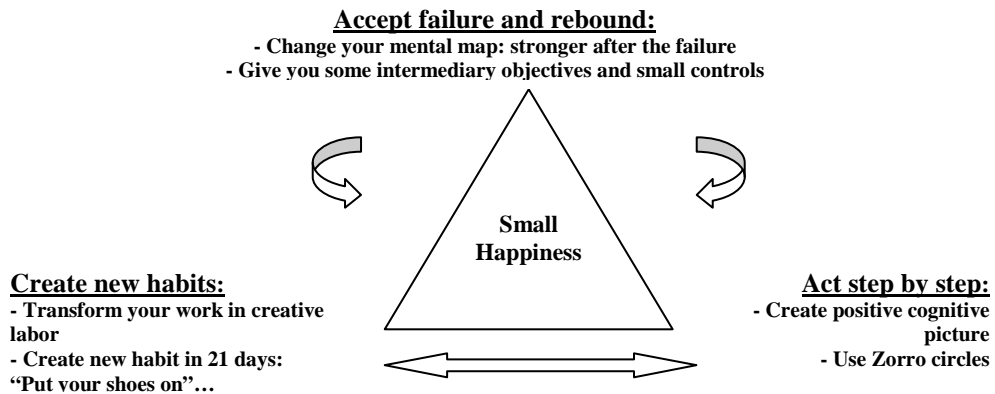 Accept failure and rebound:
- Change your mental map: stronger after the failure
- Give you some intermediary objectives and small controls
Small
Happiness
Create new habits:
- Transform your work in creative
labor
- Create new habit in 21 days:
“Put your shoes on”…
Act step by step:
- Create positive cognitive
picture
- Use Zorro circles